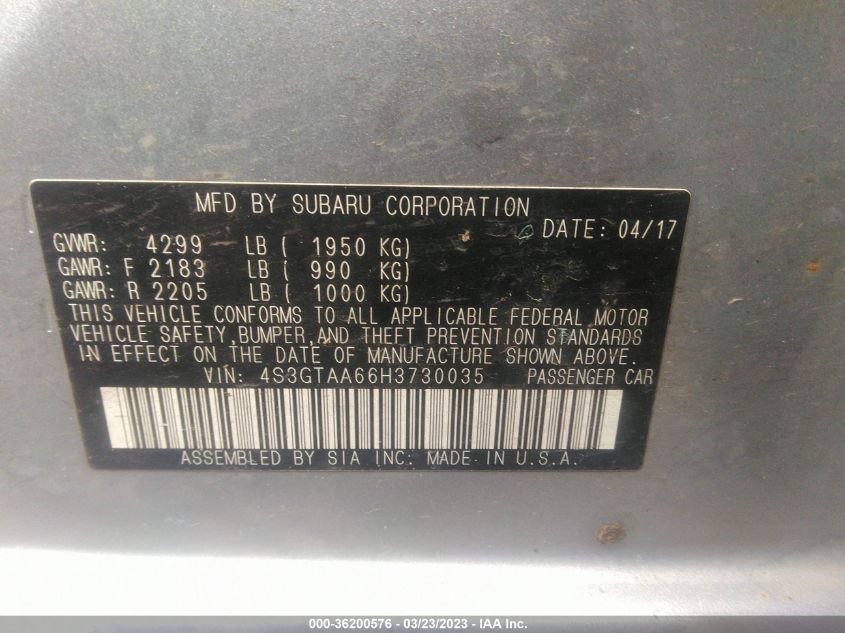 MFD BY SUBARU CORPORATION
DATE: 04/17
GVWR: 4299 LB ( 1950 KG)
GAWR: F 2183 LB ( 990 KG)
GAWR: R 2205 LB ( 1000 KG)
THIS VEHICLE CONFORMS TO ALL APPLICABLE FEDERAL MOTOR
VEHICLE SAFETY, BUMPER, AND THEFT PREVENTION STANDARDS
IN EFFECT ON THE DATE OF MANUFACTURE SHOWN ABOVE.
VIN: 4S3GTAA66H3730035 PASSENGER CAR
ASSEMBLED BY SIA INC. MADE IN U.S.A.
000-36200576 - 03/23/2023 - IAA Inc.